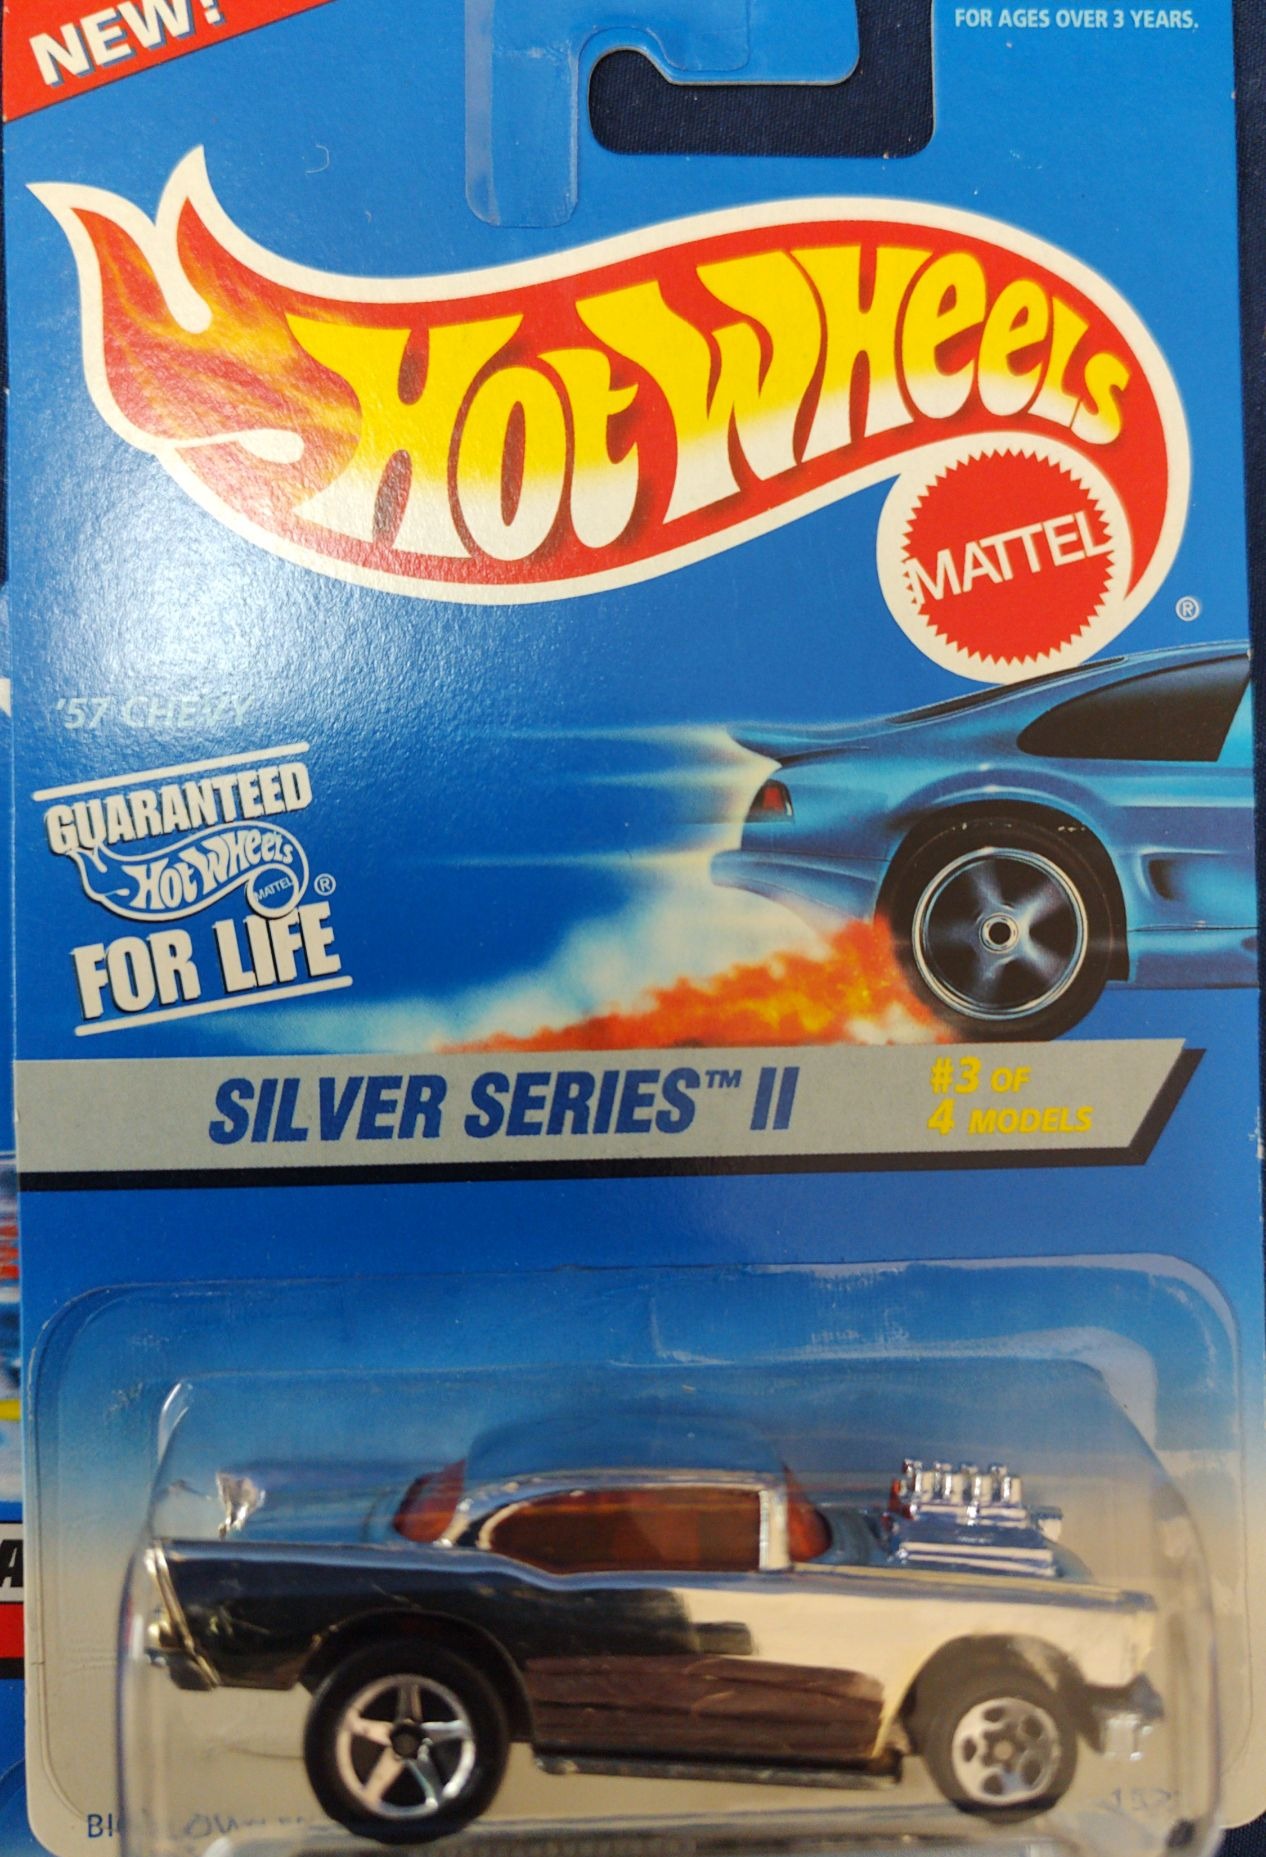 NEW!
FOR AGES OVER 3 YEARS.
HOT WHEELS
MATTEL
®
'57 CHEVY
GUARANTEED
HOT WHEELS
MATTEL ®
FOR LIFE
SILVER SERIES™ II
#3 OF
4 MODELS